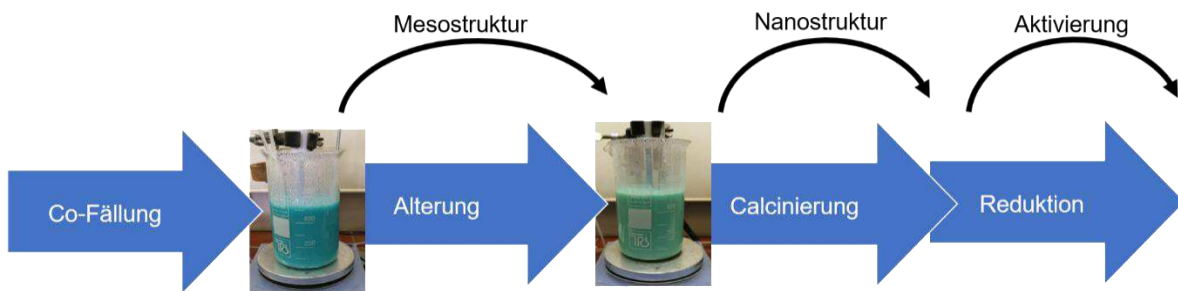 Mesostruktur
Nanostruktur
Aktivierung
Co-Fällung
Alterung
Calcinierung
Reduktion